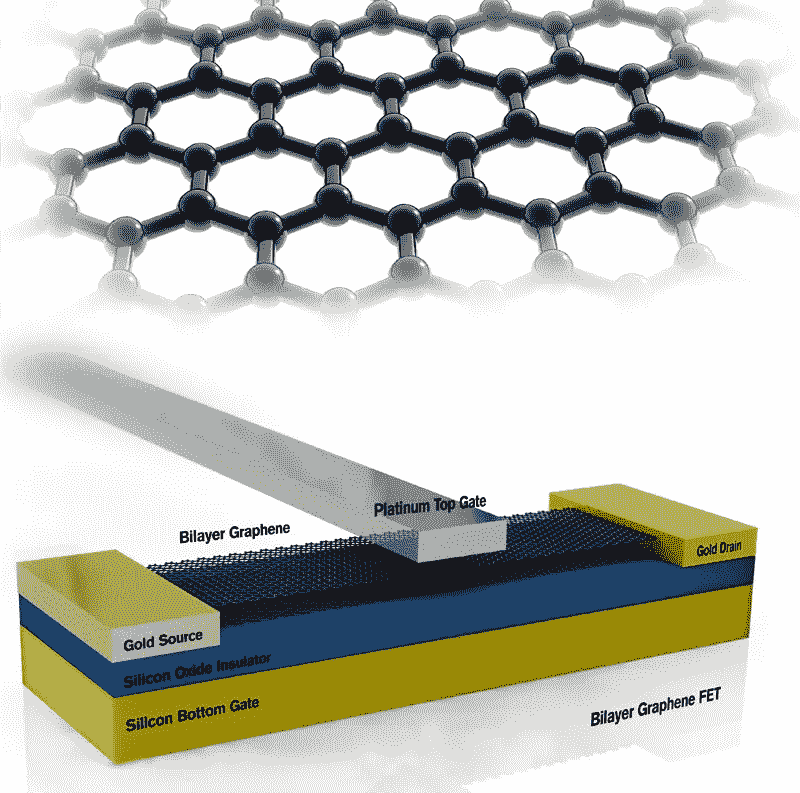 Platinum Top Gate
Bilayer Graphene
Gold Drain
Gold Source
Silicon Oxide Insulator
Silicon Bottom Gate
Bilayer Graphene FET